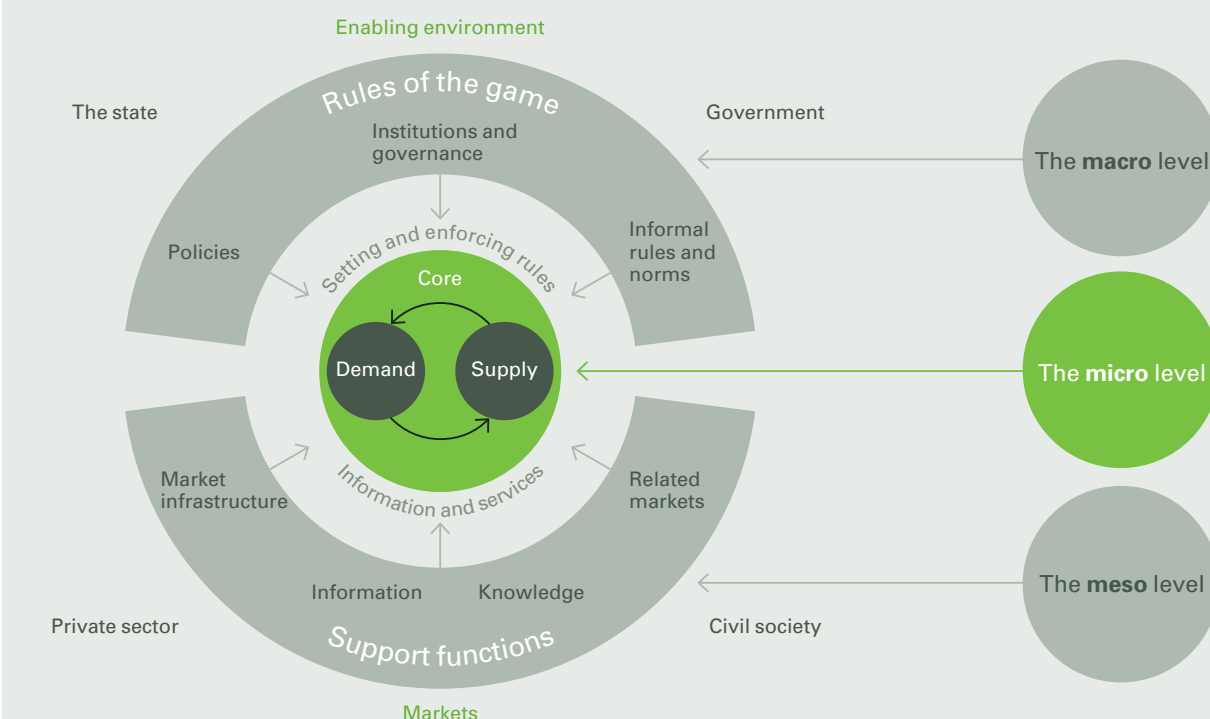 Enabling environment
Rules of the game
The state
Government
Institutions and
governance
The macro level
Policies
Setting and enforcing rules
Informal
rules and
norms
Core
Demand
Supply
The micro level
Market
infrastructure
Information and services
Related
markets
Information
Knowledge
The meso level
Private sector
Support functions
Civil society
Markets